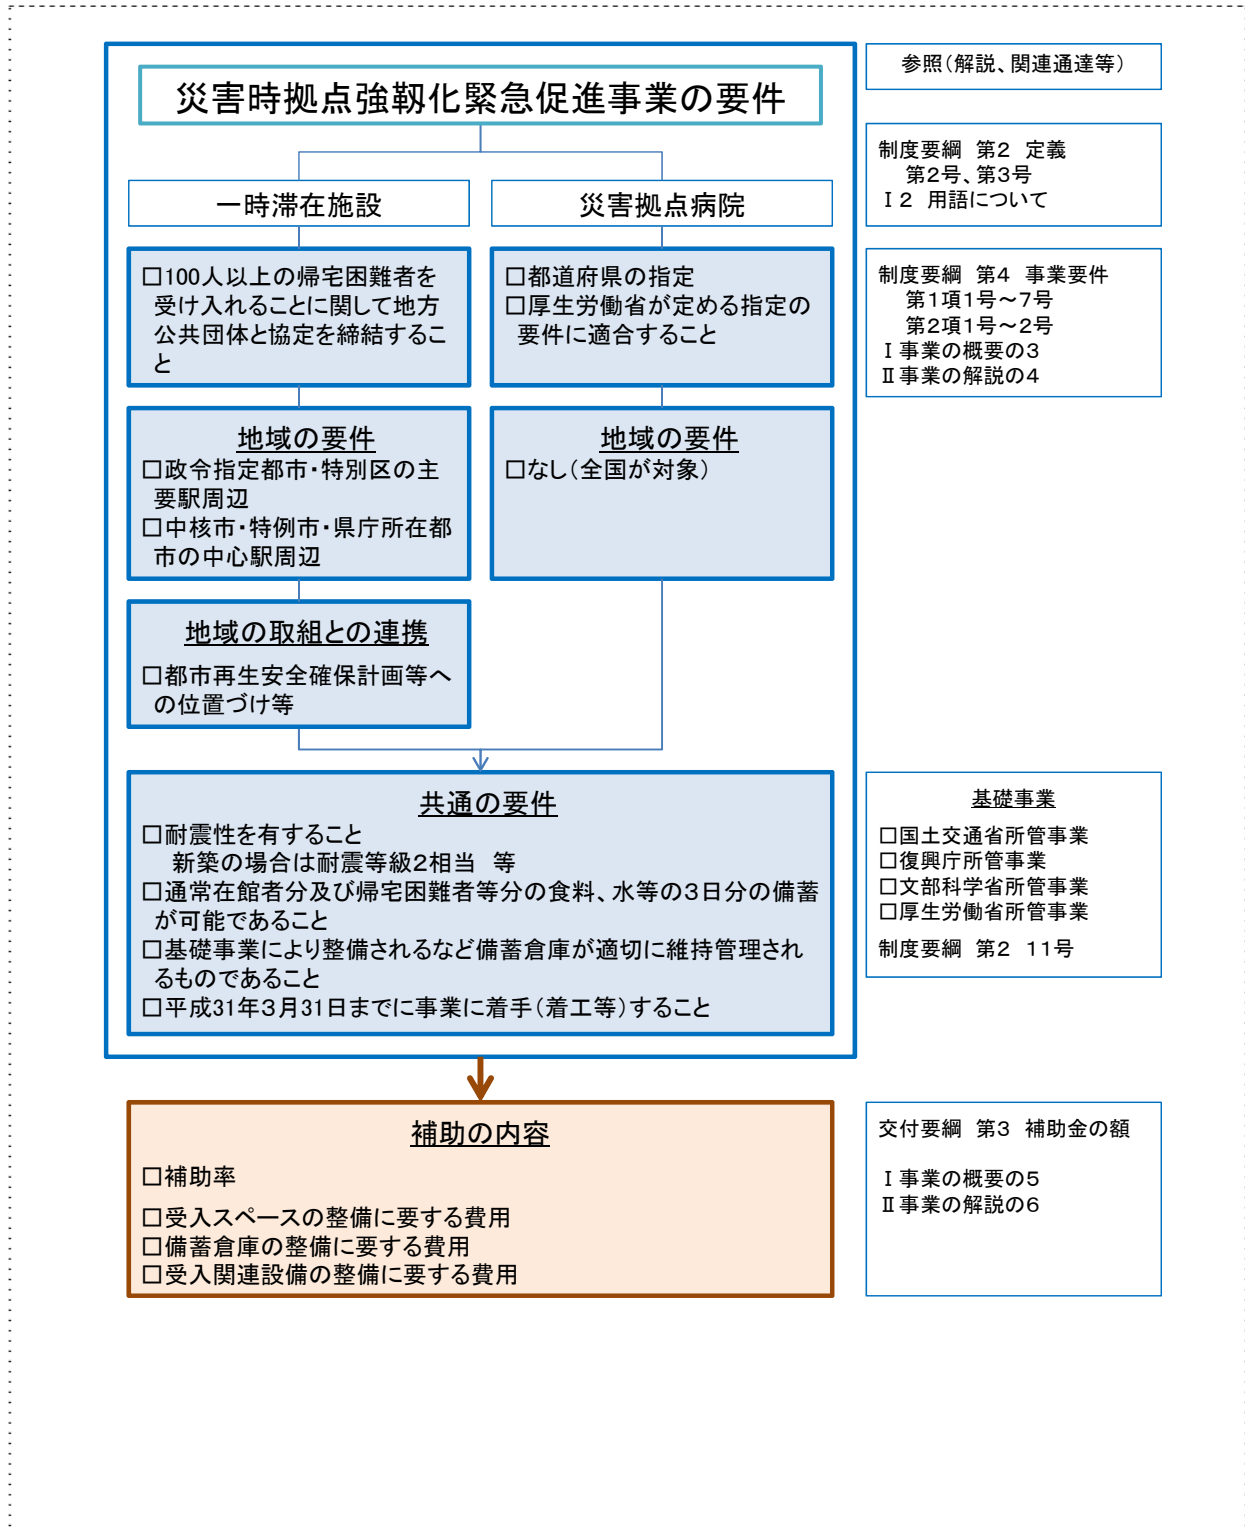 災害時拠点強靱化緊急促進事業の要件
一時滞在施設
□100人以上の帰宅困難者を
受け入れることに関して地方
公共団体と協定を締結するこ
と
地域の要件
□政令指定都市・特別区の主
要駅周辺
□中核市・特例市・県庁所在都
市の中心駅周辺
地域の取組との連携
□都市再生安全確保計画等へ
の位置づけ等
災害拠点病院
□都道府県の指定
□厚生労働省が定める指定の
要件に適合すること
地域の要件
□なし(全国が対象)
共通の要件
□耐震性を有すること
新築の場合は耐震等級2相当 等
□通常在館者分及び帰宅困難者等分の食料、水等の3日分の備蓄
が可能であること
□基礎事業により整備されるなど備蓄倉庫が適切に維持管理され
るものであること
□平成31年3月31日までに事業に着手(着工等)すること
補助の内容
□補助率
□受入スペースの整備に要する費用
□備蓄倉庫の整備に要する費用
□受入関連設備の整備に要する費用
参照(解説、関連通達等)
制度要綱 第2 定義
第2号、第3号
Ⅰ2 用語について
制度要綱 第4 事業要件
第1項1号~7号
第2項1号~2号
Ⅰ事業の概要の3
Ⅱ事業の解説の4
基礎事業
□国土交通省所管事業
□復興庁所管事業
□文部科学省所管事業
□厚生労働省所管事業
制度要綱 第2 11号
交付要綱 第3 補助金の額
Ⅰ事業の概要の5
Ⅱ事業の解説の6